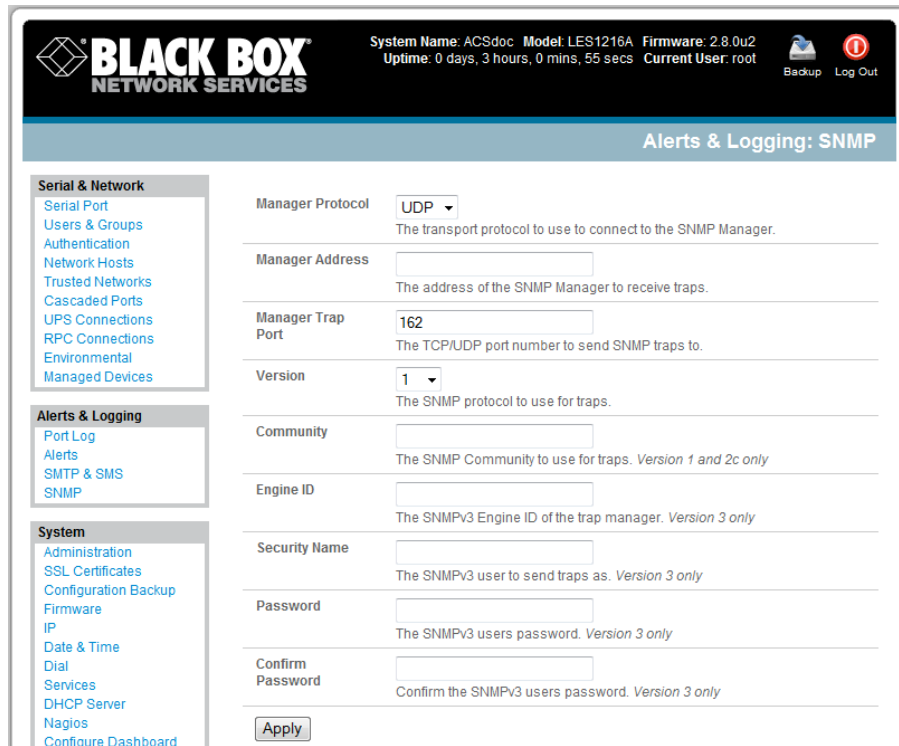 BLACK BOX®
NETWORK SERVICES
System Name: ACSdoc Model: LES1216A Firmware: 2.8.0u2
Uptime: 0 days, 3 hours, 0 mins, 55 secs Current User: root
Backup Log Out
Alerts & Logging: SNMP
Serial & Network
Serial Port
Users & Groups
Authentication
Network Hosts
Trusted Networks
Cascaded Ports
UPS Connections
RPC Connections
Environmental
Managed Devices
Alerts & Logging
Port Log
Alerts
SMTP & SMS
SNMP
System
Administration
SSL Certificates
Configuration Backup
Firmware
IP
Date & Time
Dial
Services
DHCP Server
Nagios
Configure Dashboard
Manager Protocol
UDP
The transport protocol to use to connect to the SNMP Manager.
Manager Address
The address of the SNMP Manager to receive traps.
Manager Trap
Port
162
The TCP/UDP port number to send SNMP traps to.
Version
1
The SNMP protocol to use for traps.
Community
The SNMP Community to use for traps. Version 1 and 2c only
Engine ID
The SNMPv3 Engine ID of the trap manager. Version 3 only
Security Name
The SNMPv3 user to send traps as. Version 3 only
Password
The SNMPv3 users password. Version 3 only
Confirm
Password
Confirm the SNMPv3 users password. Version 3 only
Apply